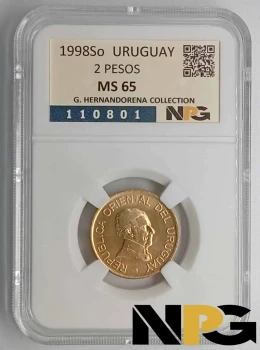 1998So URUGUAY
2 PESOS
MS 65
G. HERNANDORENA COLLECTION
110801
NPG
REPUBLICA ORIENTAL DEL URUGUAY
NPG